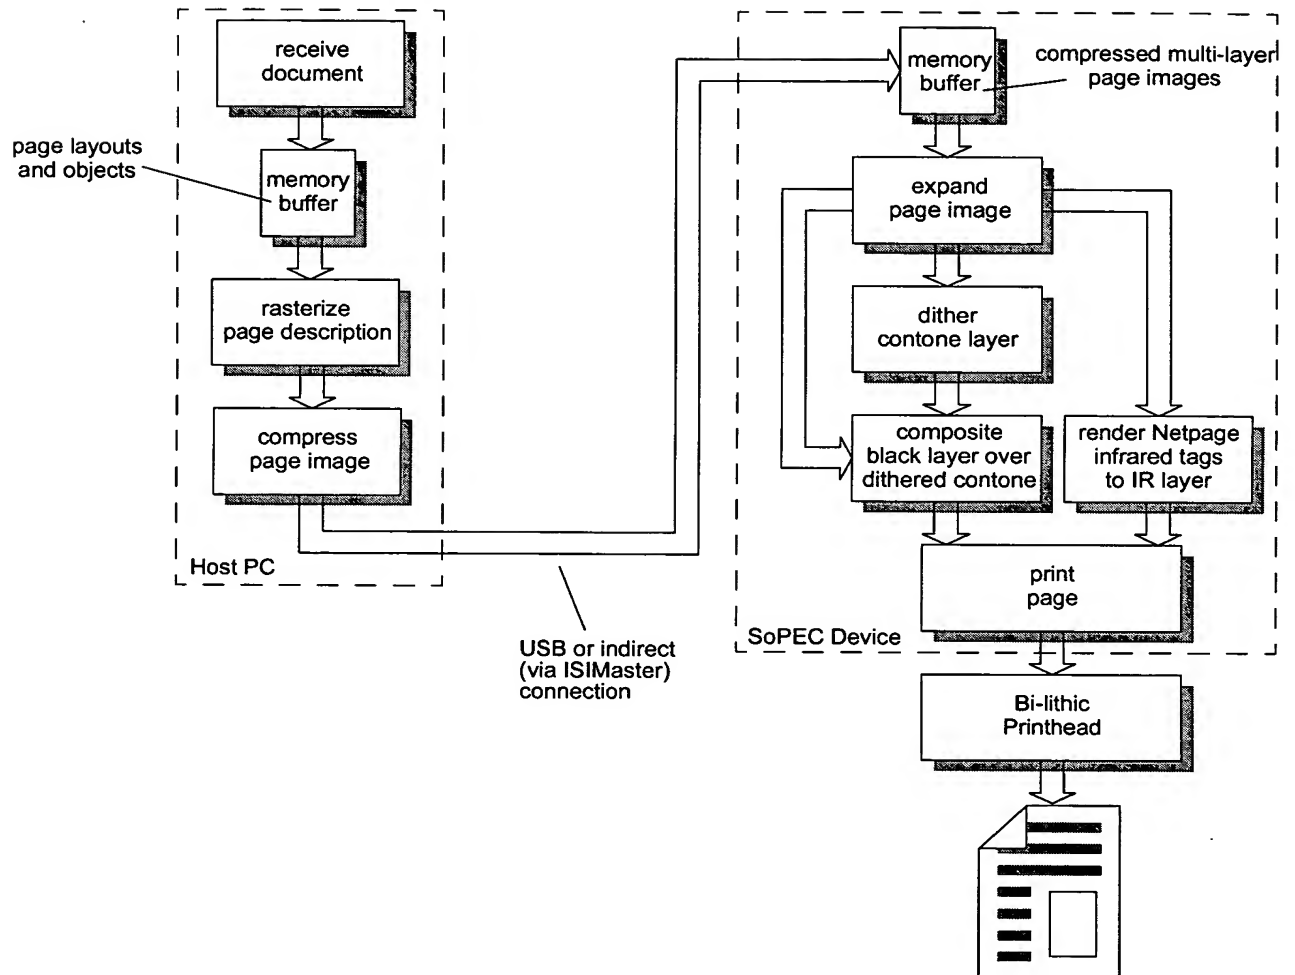 receive
document
page layouts
and objects
memory
buffer
rasterize
page description
compress
page image
Host PC
USB or indirect
(via ISIMaster)
connection
memory
buffer
compressed multi-layer
page images
expand
page image
dither
contone layer
composite
black layer over
dithered contone
render Netpage
infrared tags
to IR layer
print
page
SoPEC Device
Bi-lithic
Printhead